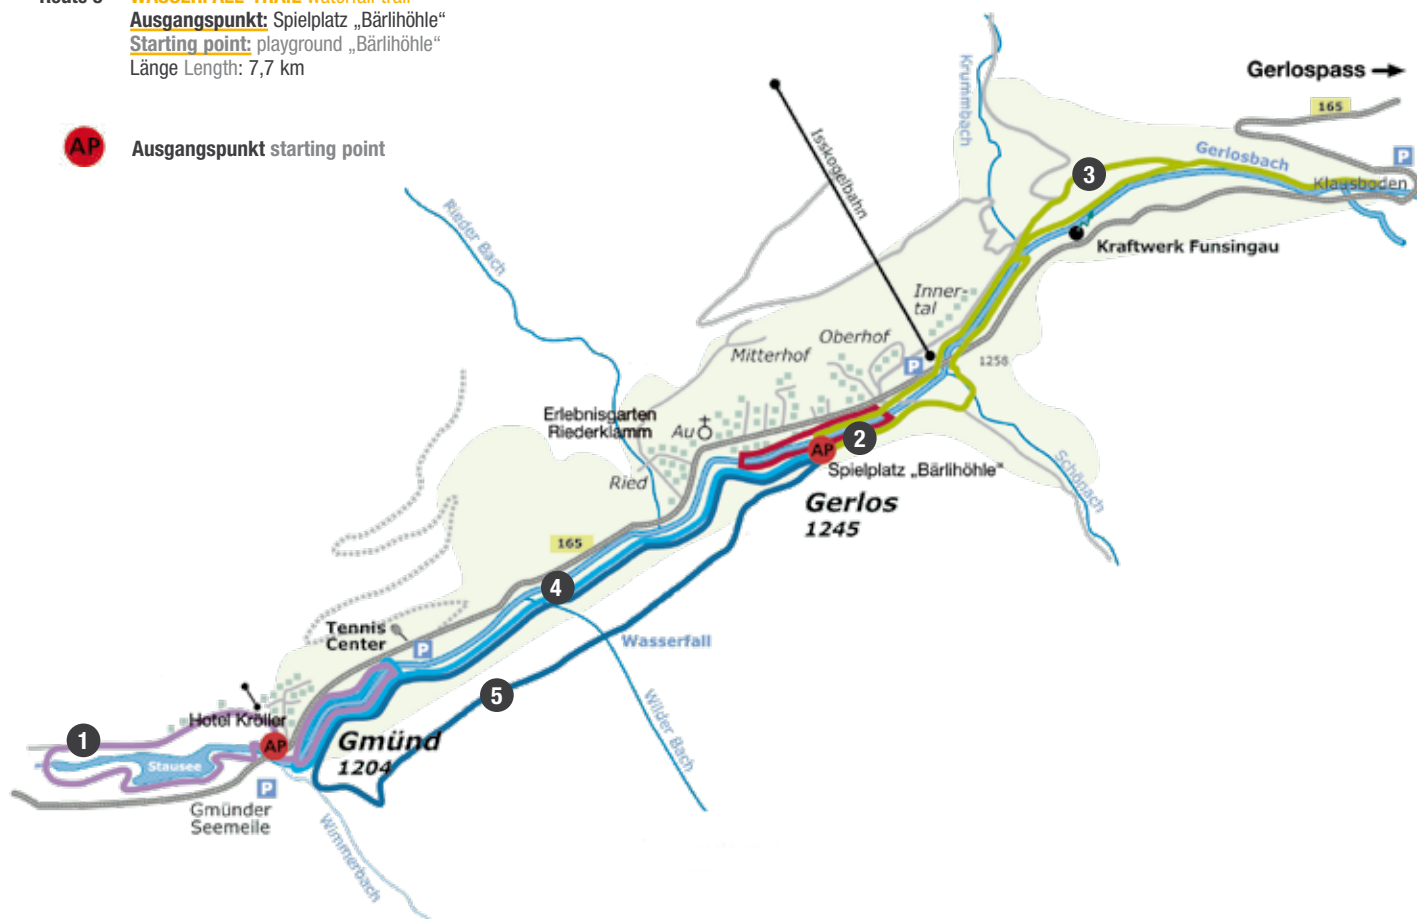 Ausgangspunkt: Spielplatz „Bärlihöhle“
Starting point: playground „Bärlihöhle“
Länge Length: 7,7 km
AP
Ausgangspunkt starting point
Gerlospass
165
P
Krummbach
Isskogelbahn
Gerlosbach
Klausboden
3
Kraftwerk Funsingau
Rieder Bach
Inner-
tal
Oberhof
Mitterhof
P
1258
Erlebnisgarten
Riederklamm
Au
2
AP
Spielplatz „Bärlihöhle“
Ried
Gerlos
1245
Schönach
165
4
Tennis
Center
P
Wasserfall
5
Wilder Bach
Hotel Kröller
1
AP
Gmünd
1204
Stausee
P
Gmünder
Seemeile
Wimmerbach